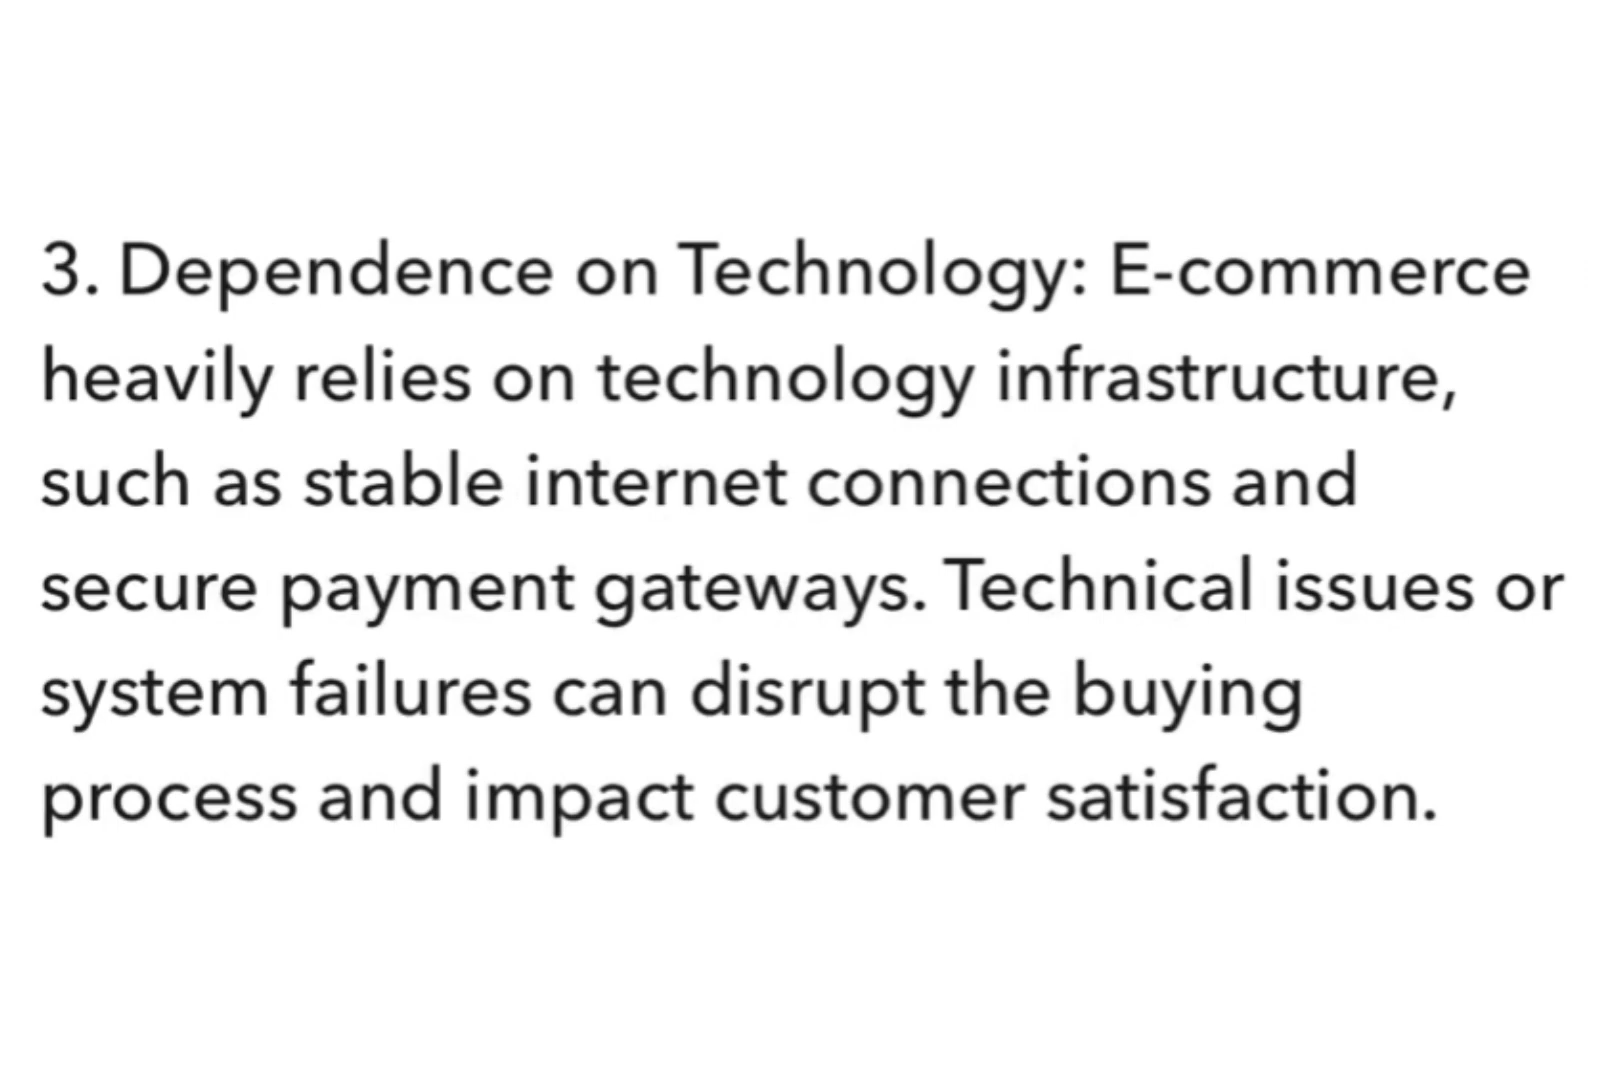 3. Dependence on Technology: E-commerce
heavily relies on technology infrastructure,
such as stable internet connections and
secure payment gateways. Technical issues or
system failures can disrupt the buying
process and impact customer satisfaction.